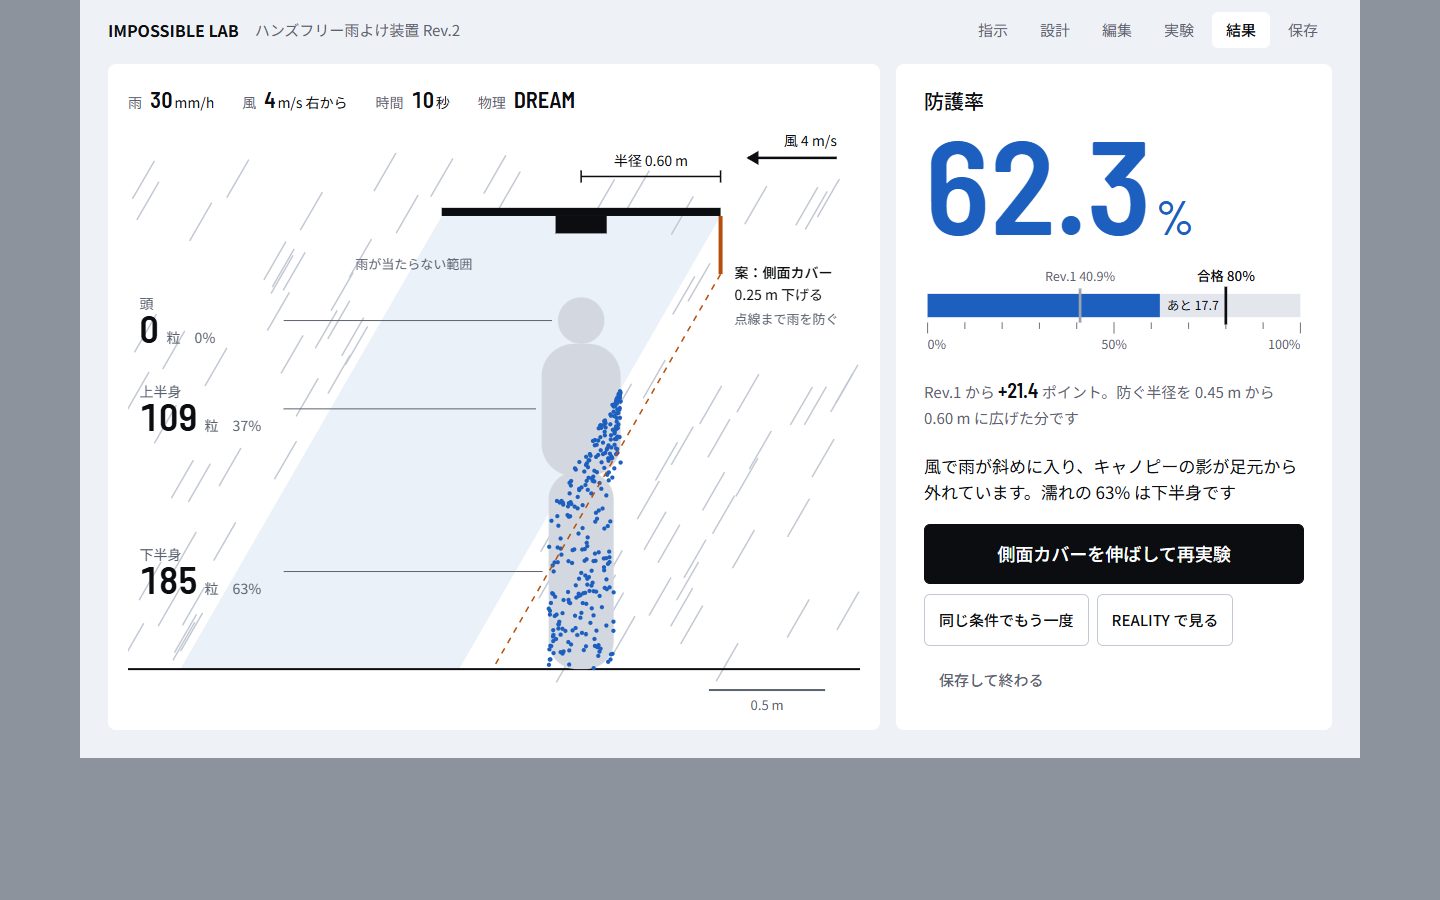 IMPOSSIBLE LAB ハンズフリー雨よけ装置 Rev.2
指示 設計 編集 実験 結果 保存
雨 30 mm/h 風 4 m/s 右から 時間 10 秒 物理 DREAM
風 4 m/s
半径 0.60 m
雨が当たらない範囲
案：側面カバー
0.25 m 下げる
点線まで雨を防ぐ
頭
0 粒 0%
上半身
109 粒 37%
下半身
185 粒 63%
0.5 m
防護率
62.3 %
Rev.1 40.9% 合格 80%
あと 17.7
0% 50% 100%
Rev.1 から +21.4 ポイント。防ぐ半径を 0.45 m から
0.60 m に広げた分です
風で雨が斜めに入り、キャノピーの影が足元から
外れています。濡れの 63% は下半身です
側面カバーを伸ばして再実験
同じ条件でもう一度 REALITY で見る
保存して終わる